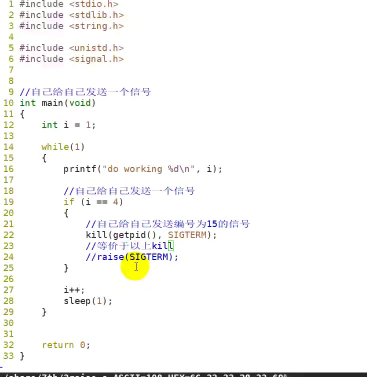 1 #include <stdio.h>
2 #include <stdlib.h>
3 #include <string.h>
4
5 #include <unistd.h>
6 #include <signal.h>
7
8
9 //自己给自己发送一个信号
10 int main(void)
11 {
12     int i = 1;
13
14     while(1)
15     {
16         printf("do working %d\n", i);
17
18         //自己给自己发送一个信号
19         if (i == 4)
20         {
21             //自己给自己发送编号为15的信号
22             kill(getpid(), SIGTERM);
23             //等价于以上kill
24             //raise(SIGTERM);
25         }
26
27         i++;
28         sleep(1);
29     }
30
31
32     return 0;
33 }